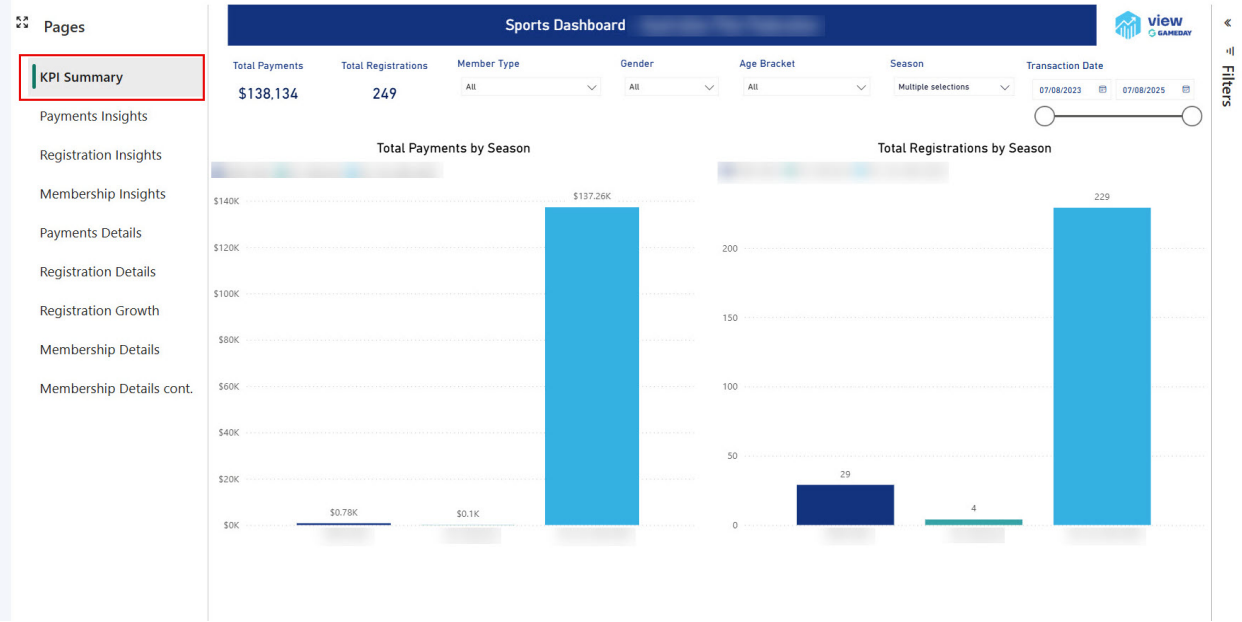 Pages
KPI Summary
Payments Insights
Registration Insights
Membership Insights
Payments Details
Registration Details
Registration Growth
Membership Details
Membership Details cont.
Sports Dashboard
view
GAMEDAY
Total Payments
$138,134
Total Registrations
249
Member Type
All
Gender
All
Age Bracket
All
Season
Multiple selections
Transaction Date
07/08/2023
07/08/2025
Filters
Total Payments by Season
$140K
$120K
$100K
$80K
$60K
$40K
$20K
$0K
$0.78K
$0.1K
$137.26K
Total Registrations by Season
200
150
100
50
0
29
4
229